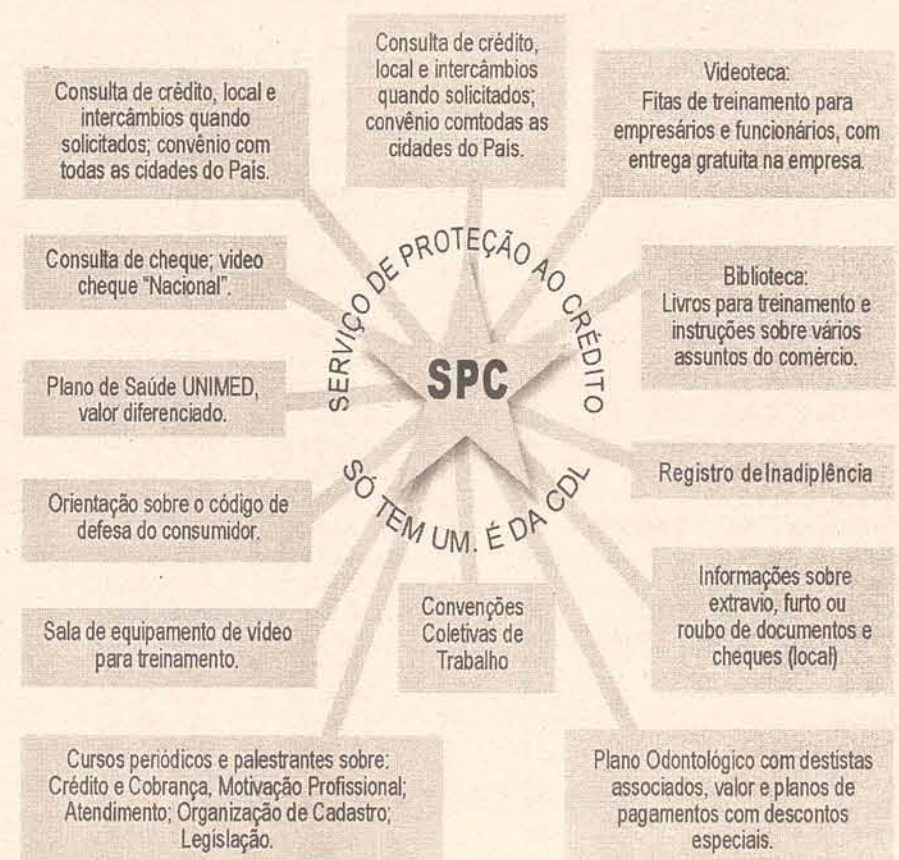 Consulta de crédito, local e
intercâmbios quando
solicitados; convênio com
todas as cidades do País.
Consulta de crédito,
local e intercâmbios
quando solicitados;
convênio comtodas as
cidades do País.
Videoteca:
Fitas de treinamento para
empresários e funcionários, com
entrega gratuita na empresa.
Consulta de cheque; video
cheque “Nacional”.
Biblioteca:
Livros para treinamento e
instruções sobre vários
assuntos do comércio.
SERVIÇO DE PROTEÇÃO AO CRÉDITO
SPC
SÓ TEM UM. É DA CDL
Plano de Saúde UNIMED,
valor diferenciado.
Registro de Inadiplência
Orientação sobre o código de
defesa do consumidor.
Informações sobre
extravio, furto ou
roubo de documentos e
cheques (local)
Sala de equipamento de vídeo
para treinamento.
Convenções
Coletivas de
Trabalho
Cursos periódicos e palestrantes sobre:
Crédito e Cobrança, Motivação Profissional;
Atendimento; Organização de Cadastro;
Legislação.
Plano Odontológico com destistas
associados, valor e planos de
pagamentos com descontos
especiais.